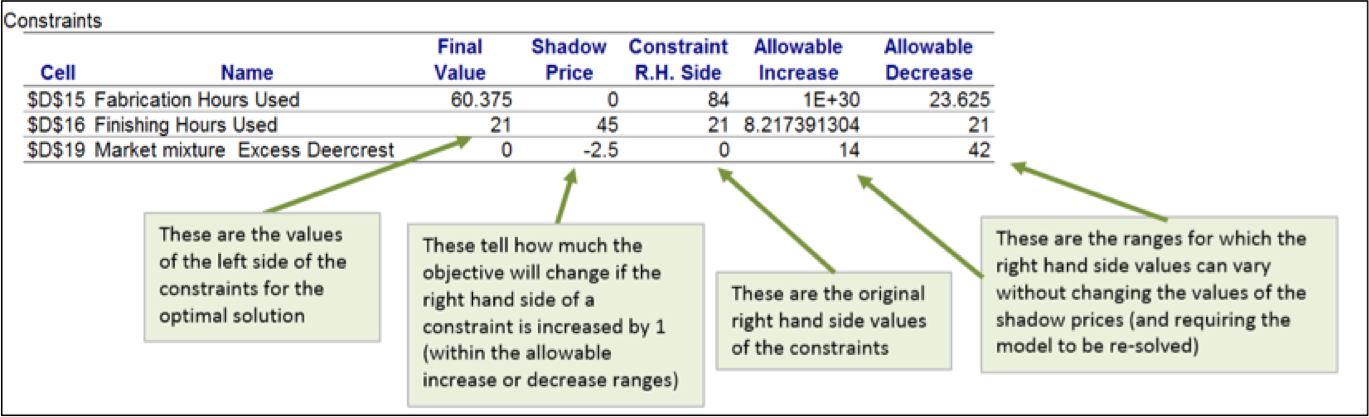 Constraints
Final Shadow Constraint Allowable Allowable
Cell Name Value Price R.H. Side Increase Decrease
$D$15 Fabrication Hours Used 60.375 0 84 1E+30 23.625
$D$16 Finishing Hours Used 21 45 21 8.217391304 21
$D$19 Market mixture Excess Deercrest 0 -2.5 0 14 42
These are the values
of the left side of the
constraints for the
optimal solution
These tell how much the
objective will change if the
right hand side of a
constraint is increased by 1
(within the allowable
increase or decrease ranges)
These are the original
right hand side values
of the constraints
These are the ranges for which the
right hand side values can vary
without changing the values of the
shadow prices (and requiring the
model to be re-solved)